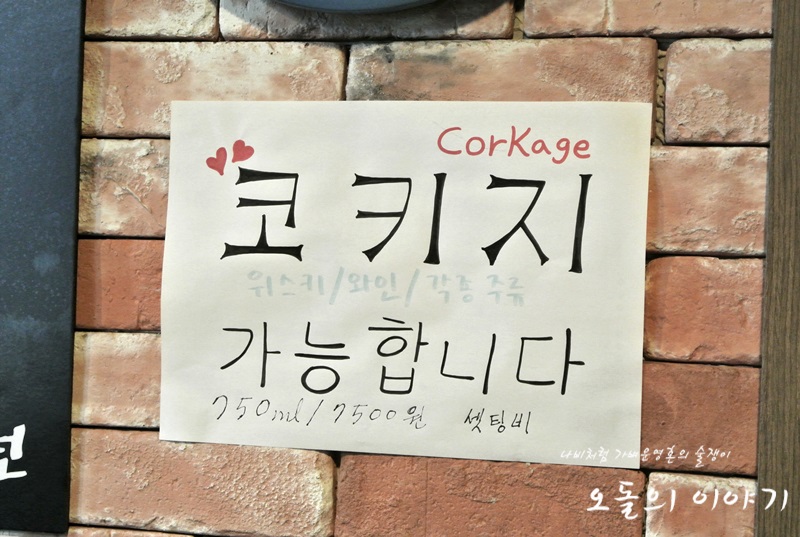 Corkage
코키지
위스키/와인/각종 주류
가능합니다
750ml/7500원 셋팅비
나비처럼 가벼운영혼의 술쟁이
오돌의 이야기